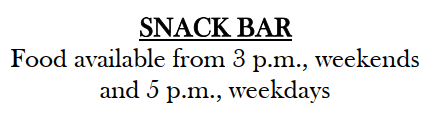 SNACK BAR
Food available from 3 p.m., weekends
and 5 p.m., weekdays